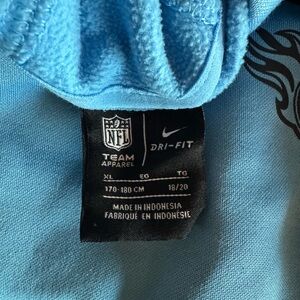 NFL
TEAM
APPAREL
DRI-FIT
XL EG TG
170-180 CM 18/20
MADE IN INDONESIA
FABRIQUÉ EN INDONÉSIE